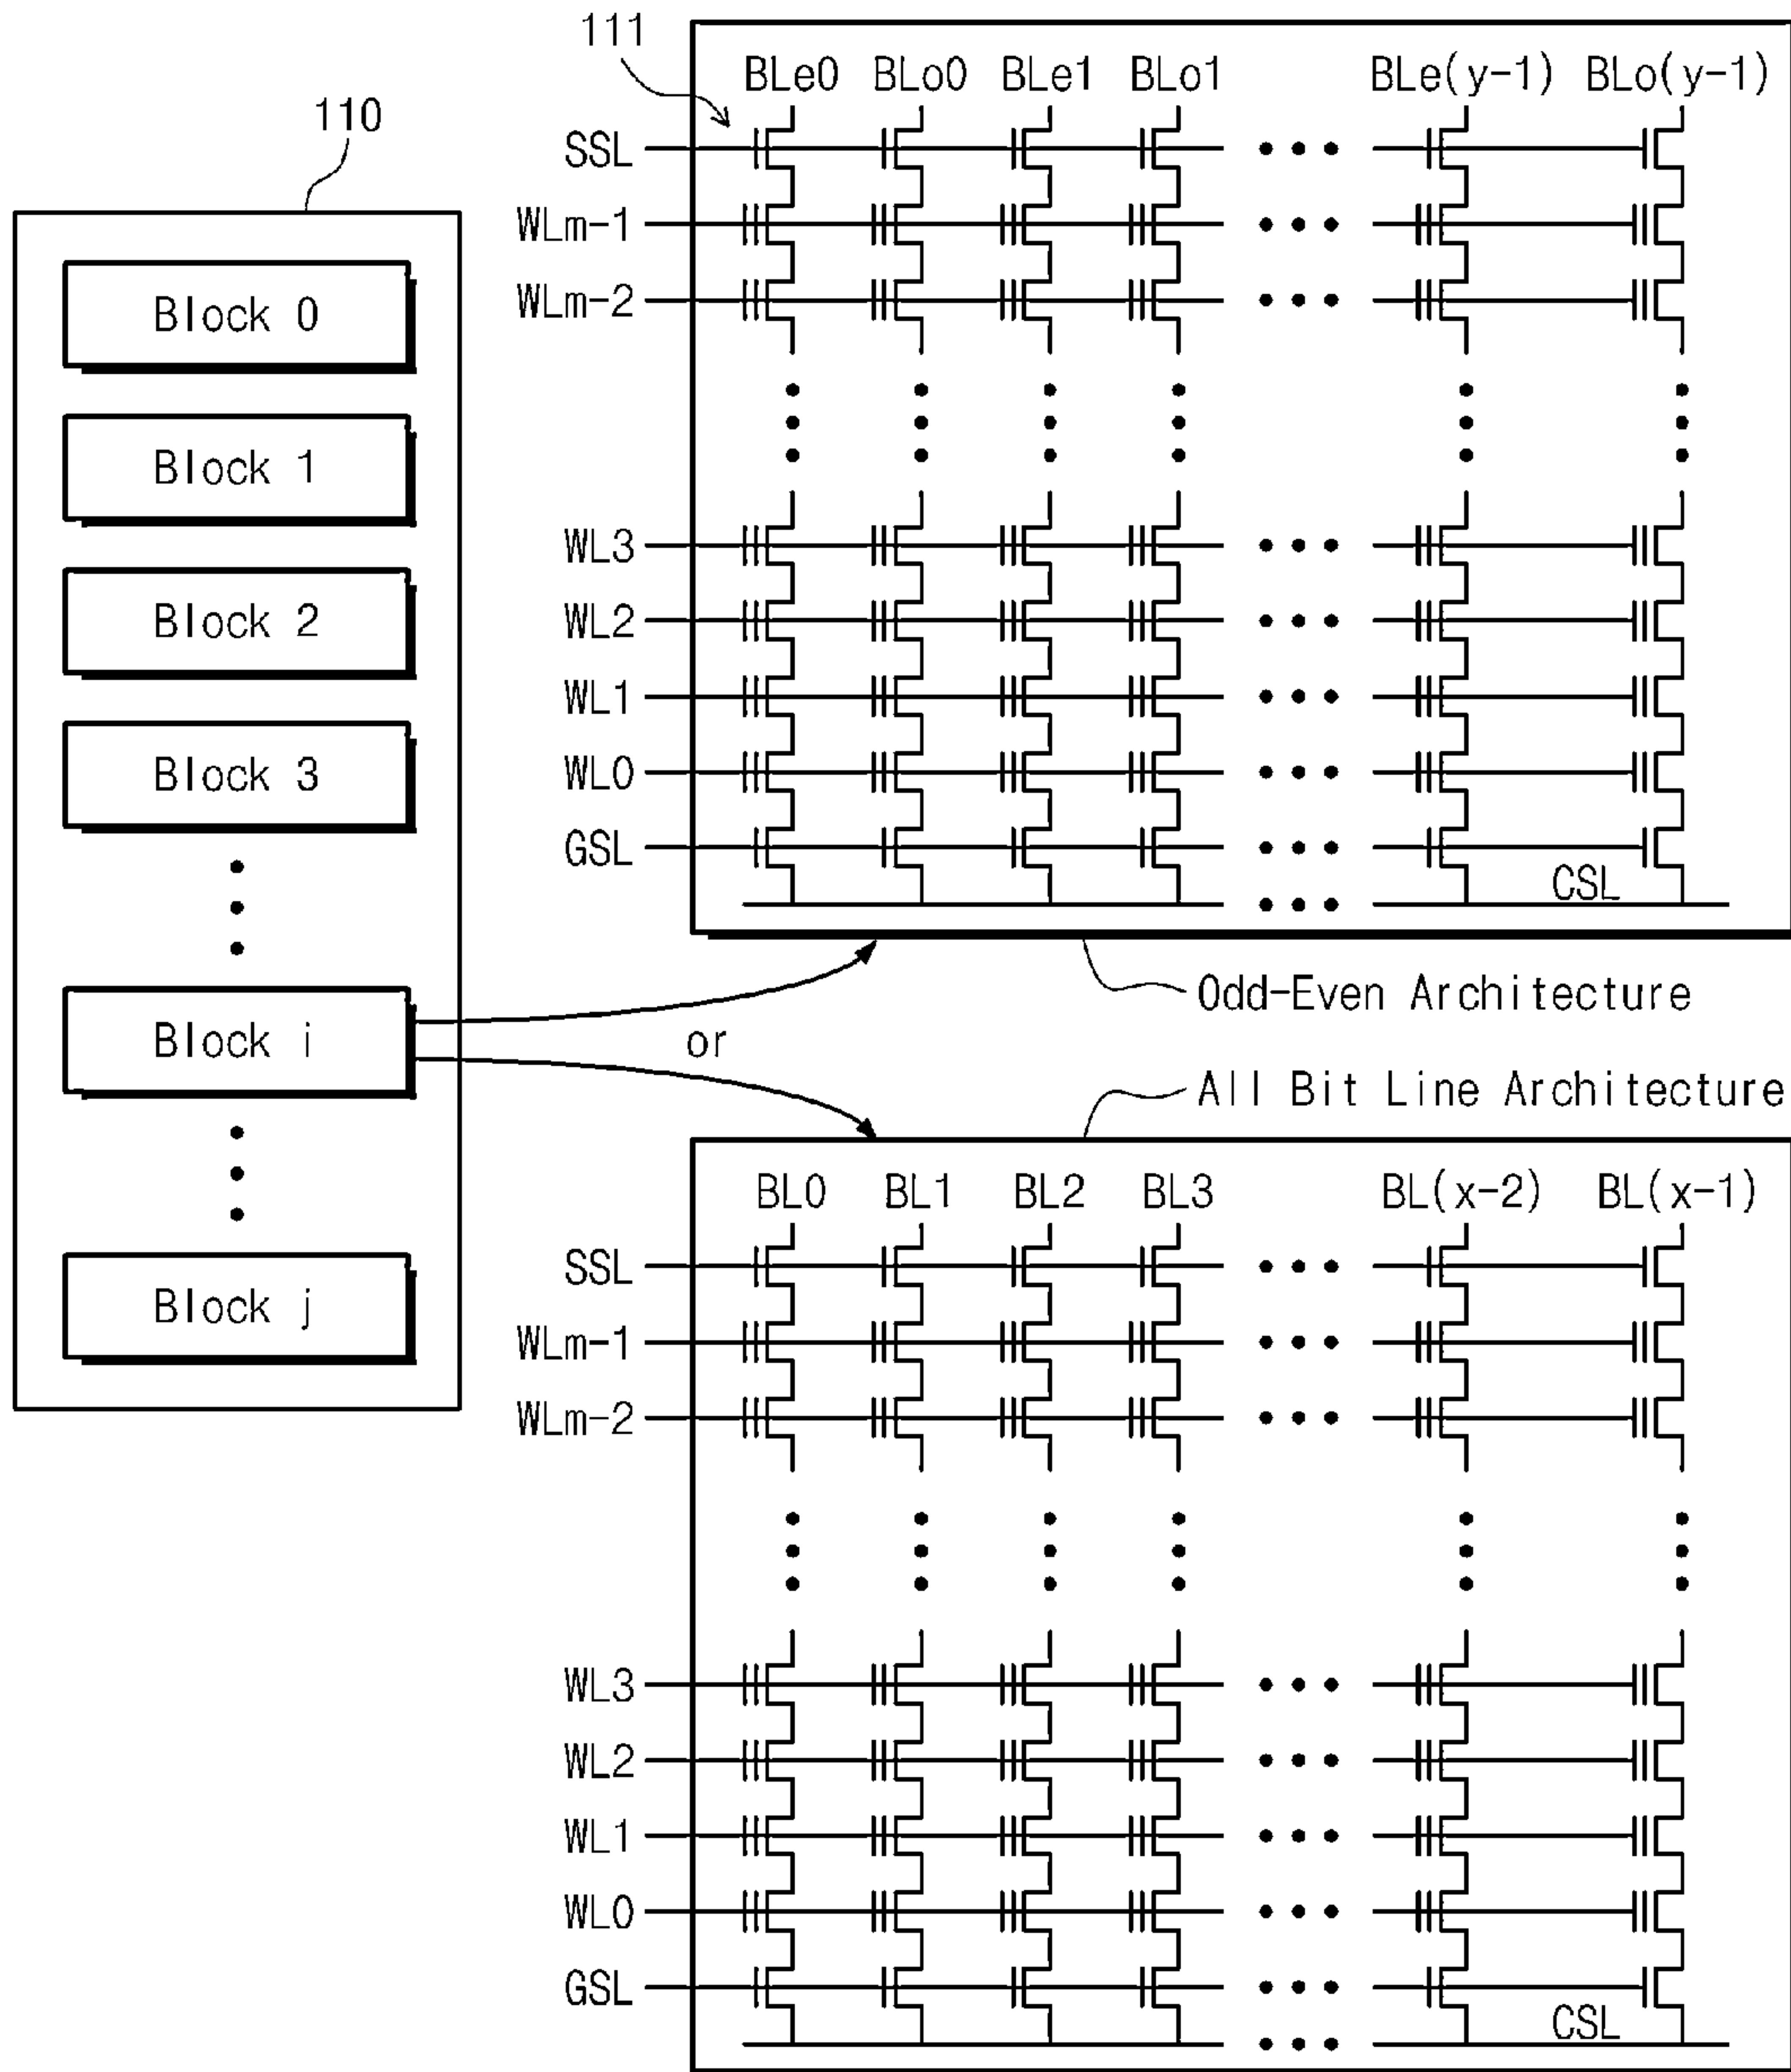 110
Block 0
Block 1
Block 2
Block 3
Block i
Block j
or
111
BLe0 BLo0 BLe1 BLo1 BLe(y-1) BLo(y-1)
SSL
WLm-1
WLm-2
WL3
WL2
WL1
WL0
GSL
CSL
Odd-Even Architecture
All Bit Line Architecture
BL0 BL1 BL2 BL3 BL(x-2) BL(x-1)
SSL
WLm-1
WLm-2
WL3
WL2
WL1
WL0
GSL
CSL